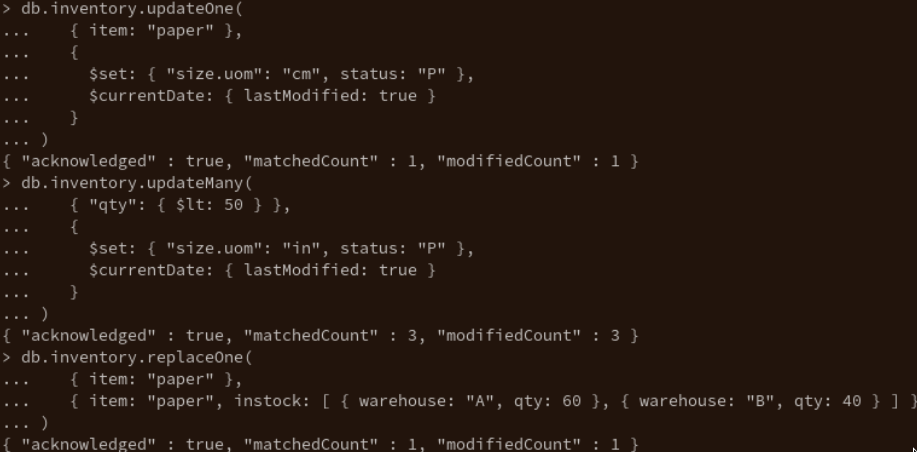 > db.inventory.updateOne(
...    { item: "paper" },
...    {
...      $set: { "size.uom": "cm", status: "P" },
...      $currentDate: { lastModified: true }
...    }
... )
{ "acknowledged" : true, "matchedCount" : 1, "modifiedCount" : 1 }
> db.inventory.updateMany(
...    { "qty": { $lt: 50 } },
...    {
...      $set: { "size.uom": "in", status: "P" },
...      $currentDate: { lastModified: true }
...    }
... )
{ "acknowledged" : true, "matchedCount" : 3, "modifiedCount" : 3 }
> db.inventory.replaceOne(
...    { item: "paper" },
...    { item: "paper", instock: [ { warehouse: "A", qty: 60 }, { warehouse: "B", qty: 40 } ] }
... )
{ "acknowledged" : true, "matchedCount" : 1, "modifiedCount" : 1 }